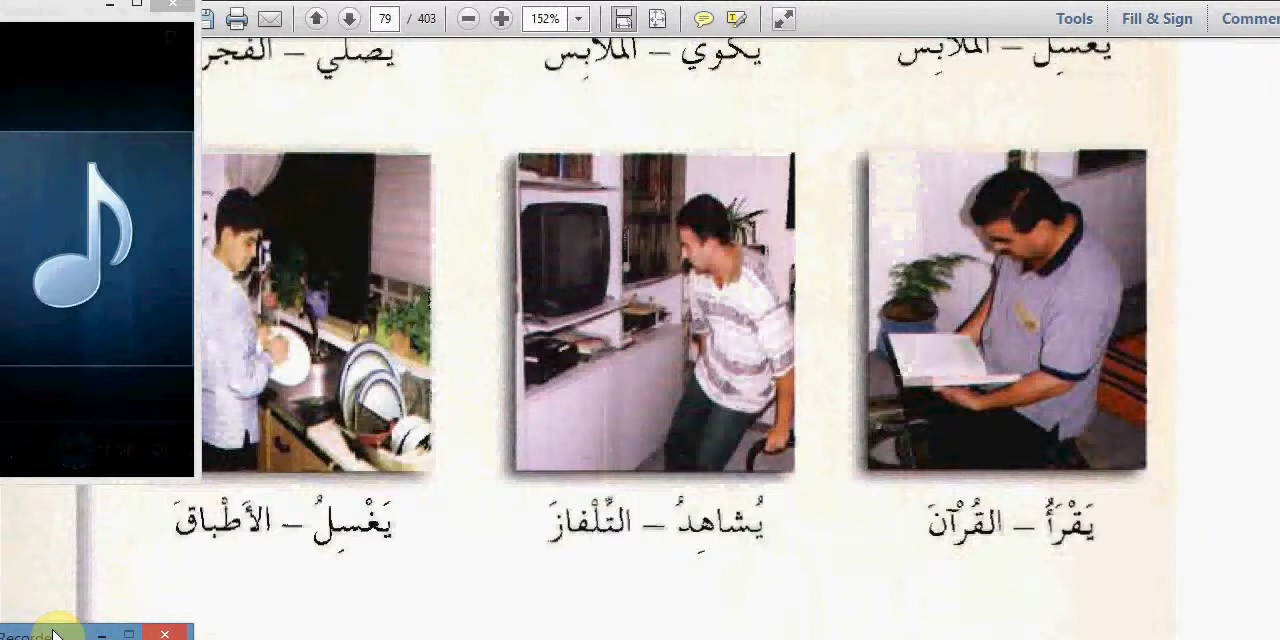 79 / 403
152%
Tools
Fill & Sign
يغسل – الملابس
يكوي – الملابس
يصلي – الفجر
يَقْرَأُ – القُرْآنَ
يُشاهِدُ – التِّلْفازَ
يَغْسِلُ – الأَطْباقَ